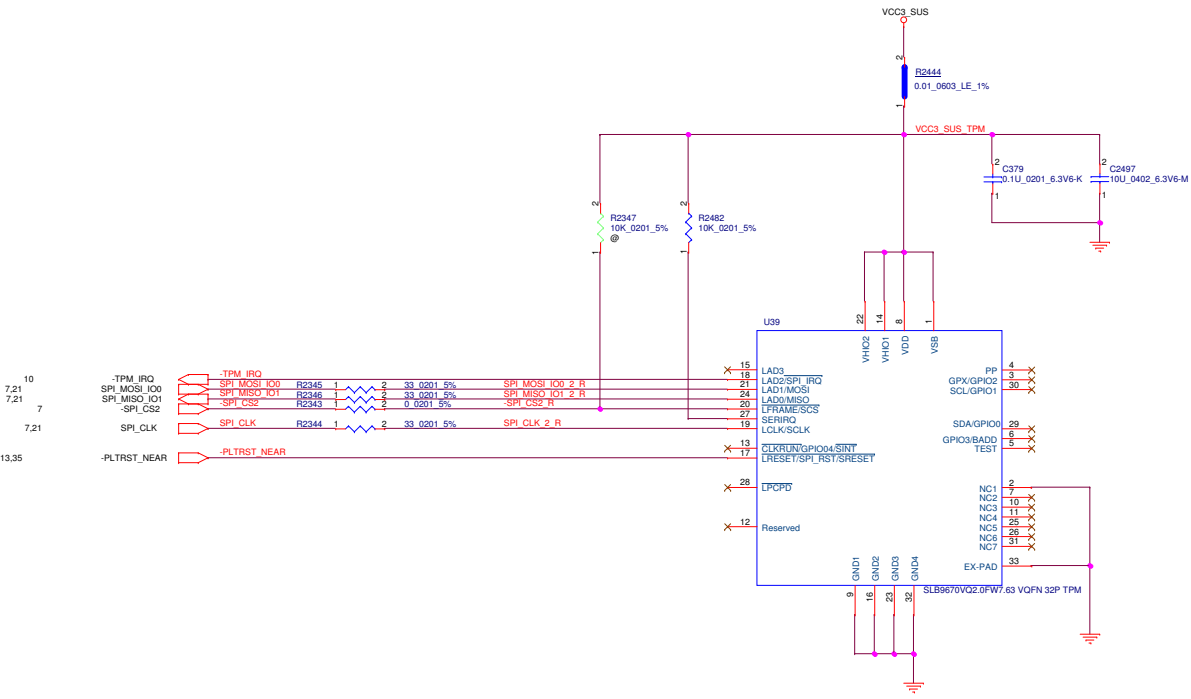 VCC3_SUS
2
R2444
0.01_0603_LE_1%
1
VCC3_SUS_TPM
2
C379
0.1U_0201_6.3V6-K
1
2
C2497
10U_0402_6.3V6-M
1
2
R2347
10K_0201_5%
@
1
2
R2482
10K_0201_5%
1
U39
22
14
8
1
VHIO2
VHIO1
VDD
VSB
10 -TPM_IRQ -TPM_IRQ
7,21 SPI_MOSI_IO0 SPI_MOSI_IO0 R2345 1 2 33_0201_5% SPI_MOSI_IO0_2_R
7,21 SPI_MISO_IO1 SPI_MISO_IO1 R2346 1 2 33_0201_5% SPI_MISO_IO1_2_R
7 -SPI_CS2 -SPI_CS2 R2343 1 2 0_0201_5% -SPI_CS2_R
7,21 SPI_CLK SPI_CLK R2344 1 2 33_0201_5% SPI_CLK_2_R
13,35 -PLTRST_NEAR -PLTRST_NEAR
15 LAD3
18 LAD2/SPI_IRQ
21 LAD1/MOSI
24 LAD0/MISO
20 LFRAME/SCS
27 SERIRQ
19 LCLK/SCLK
13 CLKRUN/GPIO04/SINT
17 LRESET/SPI_RST/SRESET
28 LPCPD
12 Reserved
PP 4
GPX/GPIO2 3
SCL/GPIO1 30
SDA/GPIO0 29
GPIO3/BADD 6
TEST 5
NC1 2
NC2 7
NC3 10
NC4 11
NC5 25
NC6 26
NC7 31
EX-PAD 33
GND1
GND2
GND3
GND4
9
16
23
32
SLB9670VQ2.0FW7.63 VQFN 32P TPM